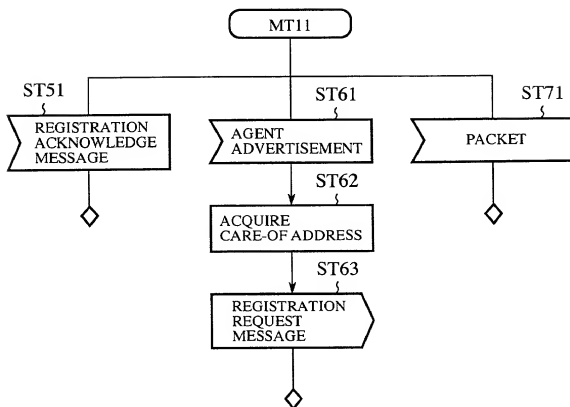 MT11
ST51
REGISTRATION
ACKNOWLEDGE
MESSAGE
ST61
AGENT
ADVERTISEMENT
ST71
PACKET
ST62
ACQUIRE
CARE-OF ADDRESS
ST63
REGISTRATION
REQUEST
MESSAGE